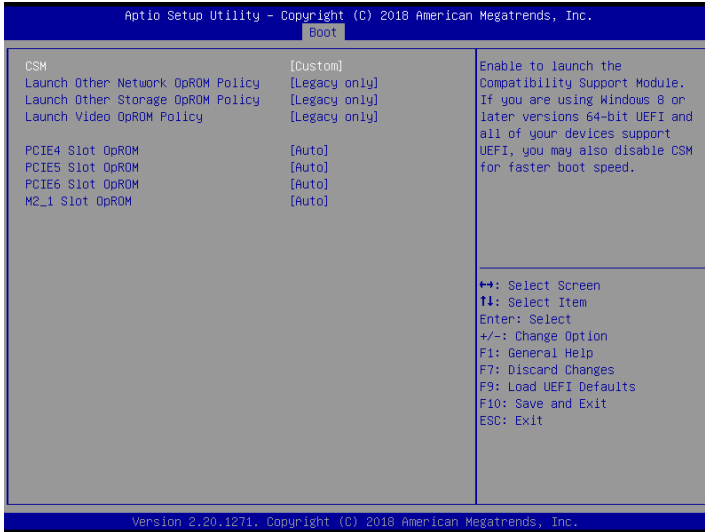 Aptio Setup Utility – Copyright (C) 2018 American Megatrends, Inc.
Boot
CSM [Custom]
Launch Other Network OpROM Policy [Legacy only]
Launch Other Storage OpROM Policy [Legacy only]
Launch Video OpROM Policy [Legacy only]
PCIE4 Slot OpROM [Auto]
PCIE5 Slot OpROM [Auto]
PCIE6 Slot OpROM [Auto]
M2_1 Slot OpROM [Auto]
Enable to launch the
Compatibility Support Module.
If you are using Windows 8 or
later versions 64-bit UEFI and
all of your devices support
UEFI, you may also disable CSM
for faster boot speed.
↔: Select Screen
↑↓: Select Item
Enter: Select
+/-: Change Option
F1: General Help
F7: Discard Changes
F9: Load UEFI Defaults
F10: Save and Exit
ESC: Exit
Version 2.20.1271. Copyright (C) 2018 American Megatrends, Inc.